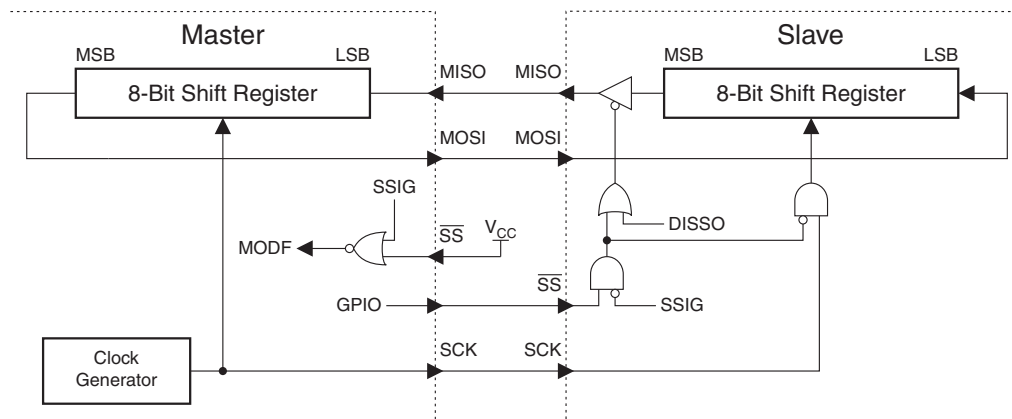 Master
Slave
MSB
LSB
8-Bit Shift Register
MISO
MISO
MSB
LSB
8-Bit Shift Register
MOSI
MOSI
SSIG
MODF
SS
VCC
DISSO
GPIO
SS
SSIG
Clock
Generator
SCK
SCK